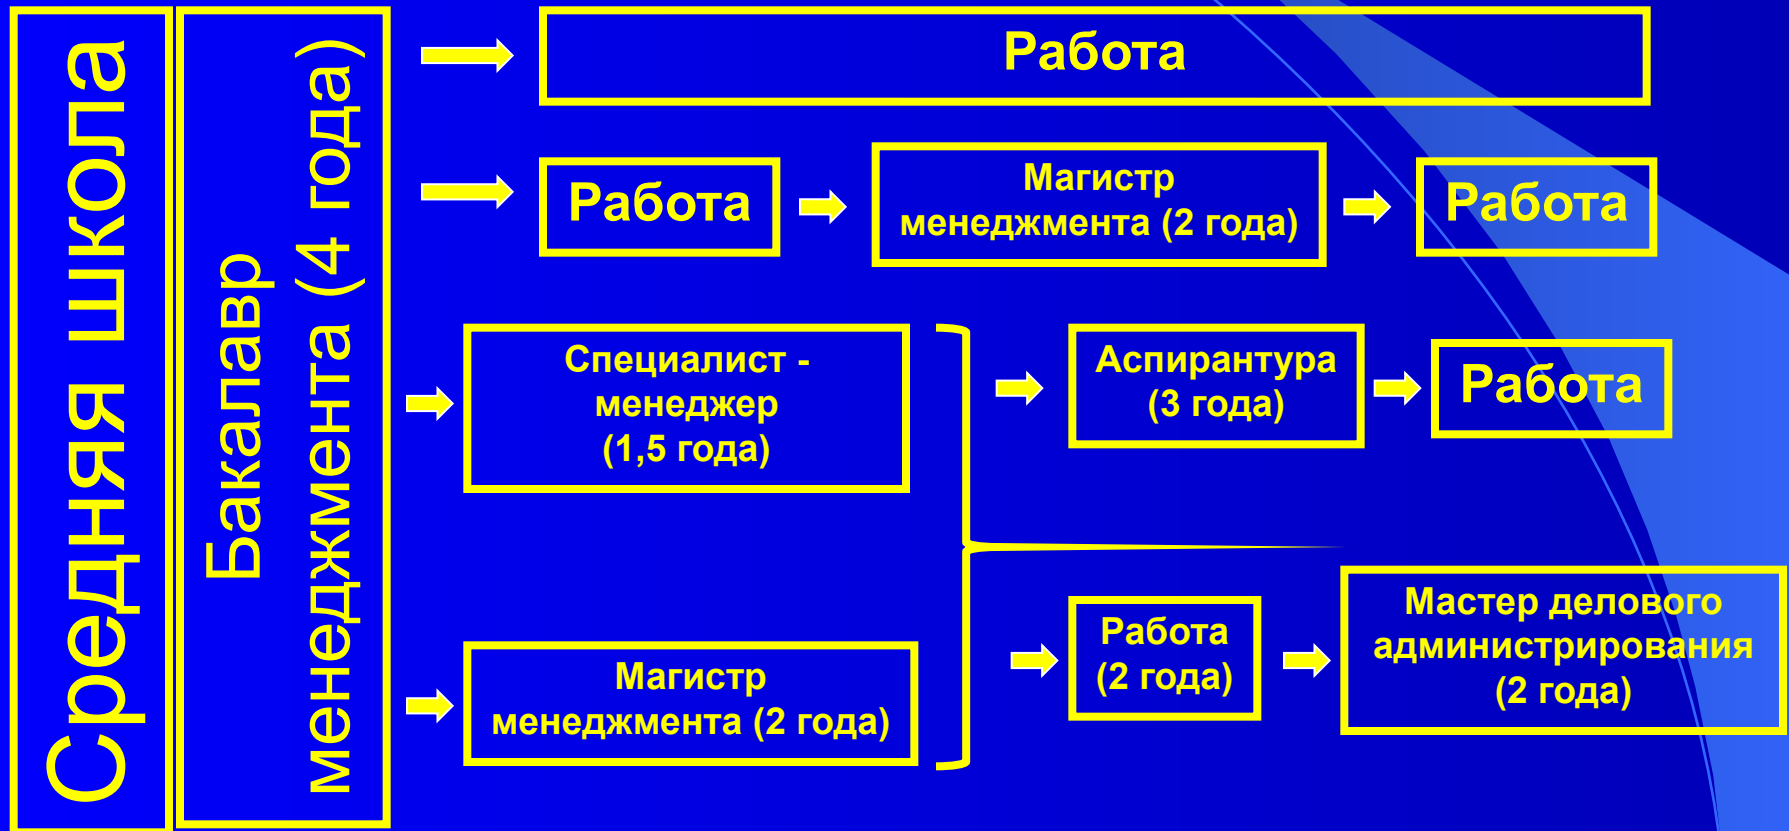 Средняя школа
Бакалавр
менеджмента (4 года)
Работа
Работа
Магистр
менеджмента (2 года)
Работа
Специалист -
менеджер
(1,5 года)
Аспирантура
(3 года)
Работа
Магистр
менеджмента (2 года)
Работа
(2 года)
Мастер делового
администрирования
(2 года)